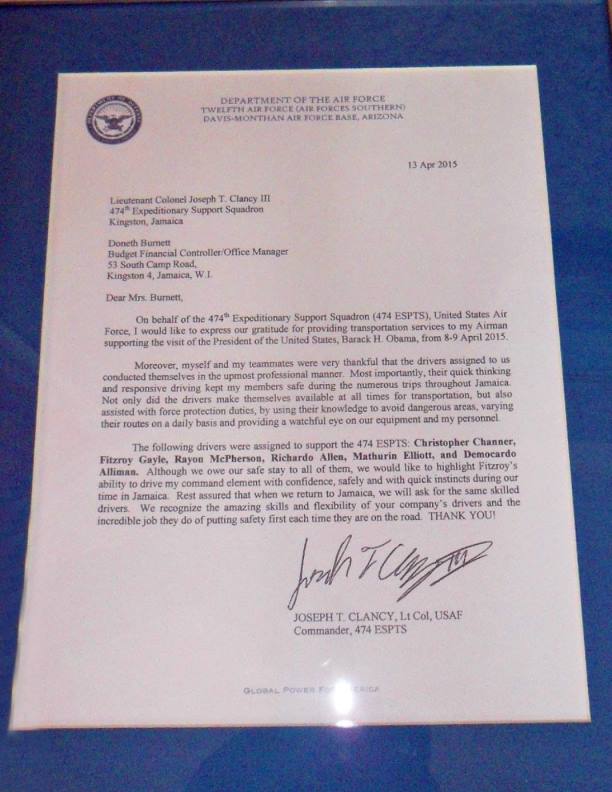 DEPARTMENT OF THE AIR FORCE
TWELFTH AIR FORCE (AIR FORCES SOUTHERN)
DAVIS-MONTHAN AIR FORCE BASE, ARIZONA
13 Apr 2015
Lieutenant Colonel Joseph T. Clancy III
474th Expeditionary Support Squadron
Kingston, Jamaica
Doneth Burnett
Budget Financial Controller/Office Manager
53 South Camp Road,
Kingston 4, Jamaica, W.I.
Dear Mrs. Burnett,
On behalf of the 474th Expeditionary Support Squadron (474 ESPTS), United States Air
Force, I would like to express our gratitude for providing transportation services to my Airman
supporting the visit of the President of the United States, Barack H. Obama, from 8-9 April 2015.
Moreover, myself and my teammates were very thankful that the drivers assigned to us
conducted themselves in the upmost professional manner. Most importantly, their quick thinking
and responsive driving kept my members safe during the numerous trips throughout Jamaica.
Not only did the drivers make themselves available at all times for transportation, but also
assisted with force protection duties, by using their knowledge to avoid dangerous areas, varying
their routes on a daily basis and providing a watchful eye on our equipment and my personnel.
The following drivers were assigned to support the 474 ESPTS: Christopher Channer,
Fitzroy Gayle, Rayon McPherson, Richardo Allen, Mathurin Elliott, and Democardo
Alliman. Although we owe our safe stay to all of them, we would like to highlight Fitzroy's
ability to drive my command element with confidence, safely and with quick instincts during our
time in Jamaica. Rest assured that when we return to Jamaica, we will ask for the same skilled
drivers. We recognize the amazing skills and flexibility of your company's drivers and the
incredible job they do of putting safety first each time they are on the road. THANK YOU!
JOSEPH T. CLANCY, Lt Col, USAF
Commander, 474 ESPTS
GLOBAL POWER FOR AMERICA